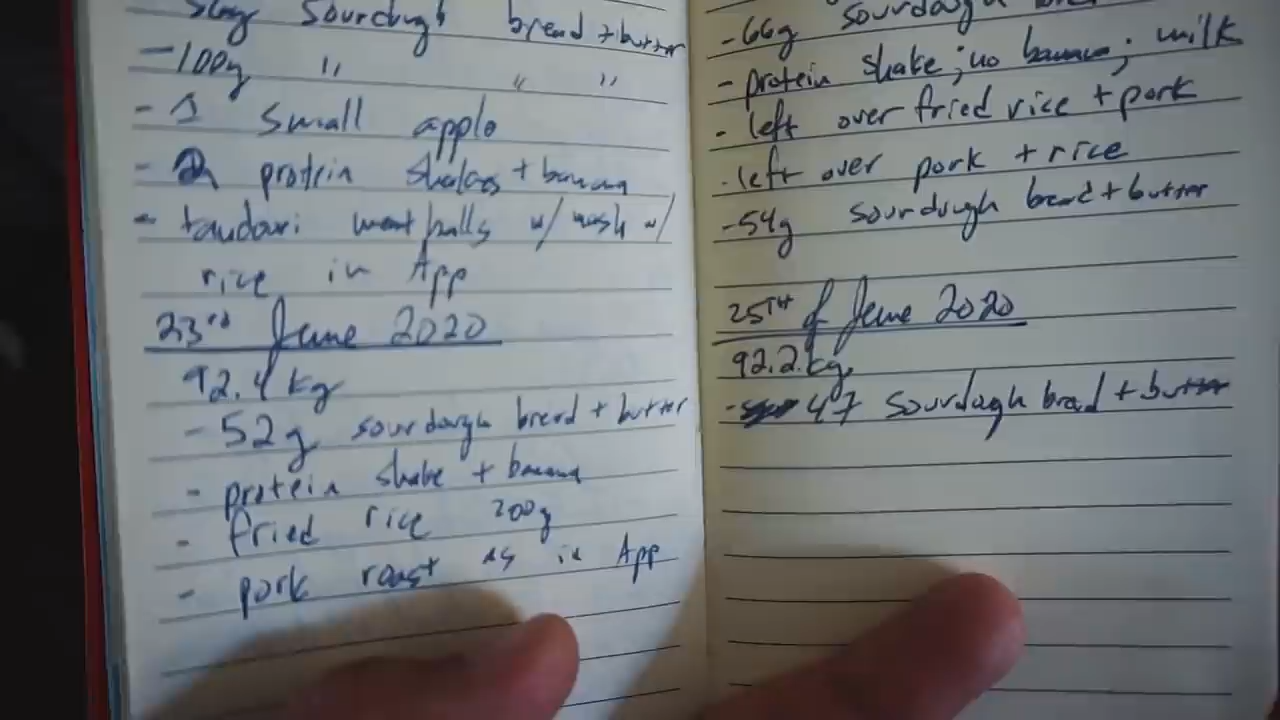 sourdough bread + butter
- 100g " " "
- 1 small apple
- 2 protein shakes + banana
- tandoori meatballs w/ mash w/
rice in App
23rd June 2020
92.4 kg
- 52g sourdough bread + butter
- protein shake + banana
- fried rice 200g
- pork roast as in App
- 66g sourdough
- protein shake; no banana; milk
- left over fried rice + pork
- left over pork + rice
- 54g sourdough bread + butter
25TH of June 2020
92.2 kg
- 47 sourdough bread + butter